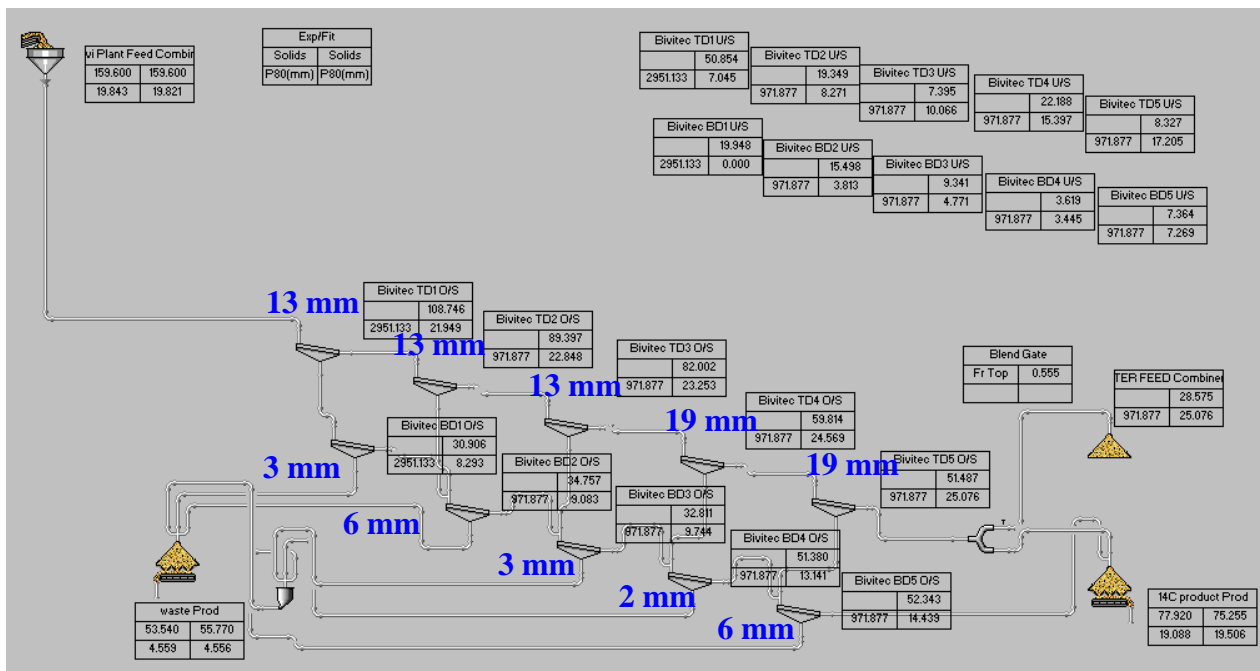 vi Plant Feed Combin
159.600 159.600
19.843 19.821
Exp/Fit
Solids Solids
P80(mm) P80(mm)
Bivitec TD1 U/S
50.854
2951.133 7.045
Bivitec TD2 U/S
19.349
971.877 8.271
Bivitec TD3 U/S
7.395
971.877 10.066
Bivitec TD4 U/S
22.188
971.877 15.397
Bivitec TD5 U/S
8.327
971.877 17.205
Bivitec BD1 U/S
19.948
2951.133 0.000
Bivitec BD2 U/S
15.498
971.877 3.813
Bivitec BD3 U/S
9.341
971.877 4.771
Bivitec BD4 U/S
3.619
971.877 3.445
Bivitec BD5 U/S
7.364
971.877 7.269
13 mm
Bivitec TD1 O/S
108.746
2951.133 21.949
13 mm
Bivitec TD2 O/S
89.397
971.877 22.848
13 mm
Bivitec TD3 O/S
82.002
971.877 23.253
19 mm
Bivitec TD4 O/S
59.814
971.877 24.569
19 mm
Bivitec TD5 O/S
51.487
971.877 25.076
Blend Gate
Fr Top 0.555
TER FEED Combiner
28.575
971.877 25.076
3 mm
Bivitec BD1 O/S
30.906
2951.133 8.293
6 mm
Bivitec BD2 O/S
34.757
971.877 9.083
3 mm
Bivitec BD3 O/S
32.811
971.877 9.744
2 mm
Bivitec BD4 O/S
51.380
971.877 13.141
6 mm
Bivitec BD5 O/S
52.343
971.877 14.439
T
waste Prod
53.540 55.770
4.559 4.556
14C product Prod
77.920 75.255
19.088 19.506